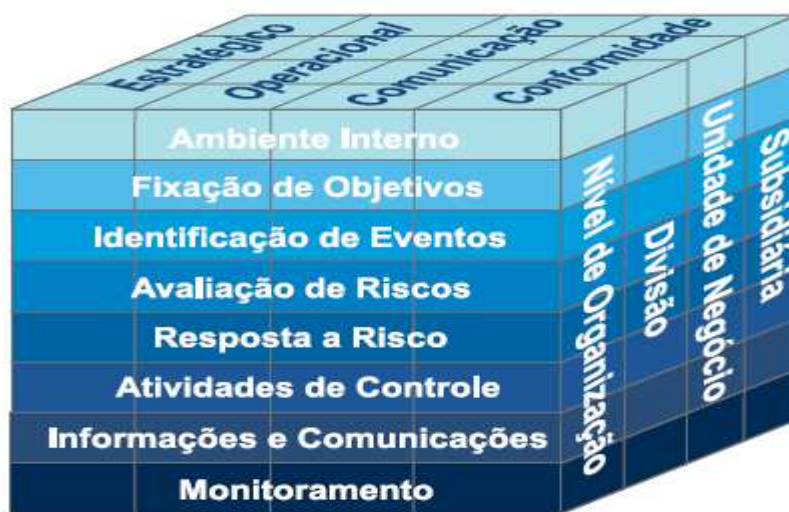 Estratégico
Operacional
Comunicação
Conformidade
Ambiente Interno
Fixação de Objetivos
Identificação de Eventos
Avaliação de Riscos
Resposta a Risco
Atividades de Controle
Informações e Comunicações
Monitoramento
Nível de Organização
Divisão
Unidade de Negócio
Subsidiária